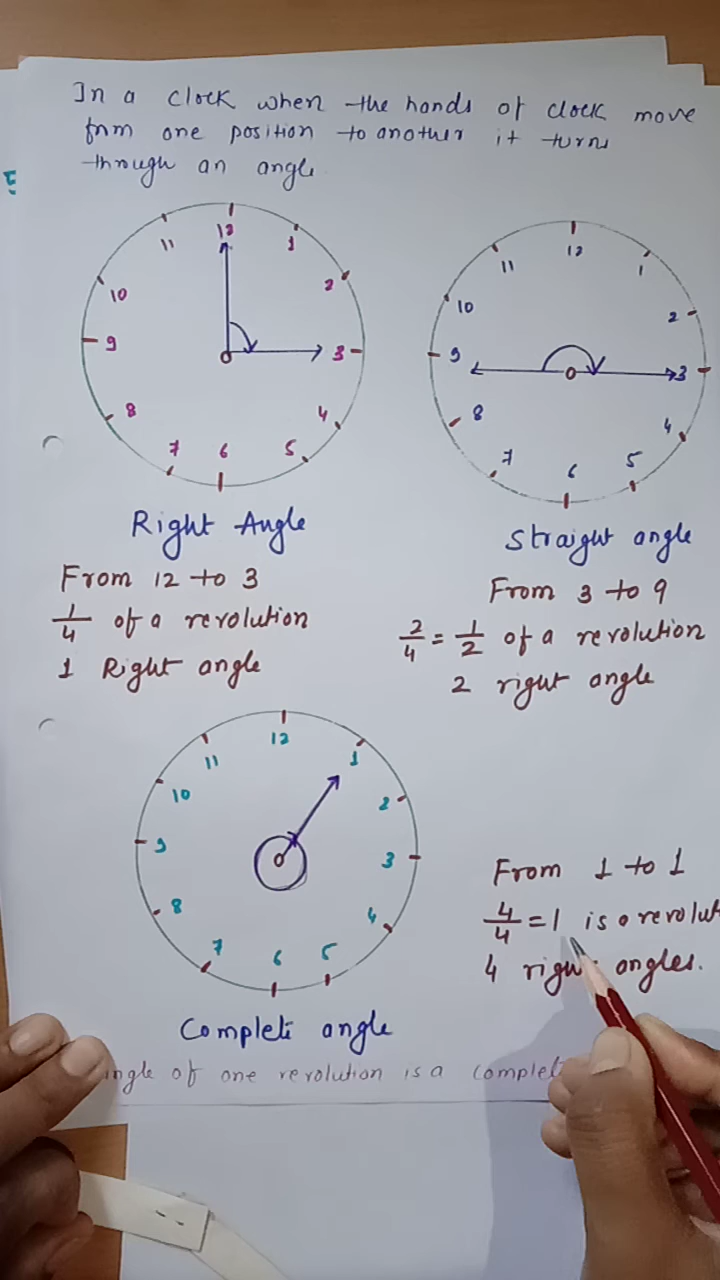 In a clock when the hands of clock move
from one position to another it turns
through an angle.
12
1
2
3
4
5
6
7
8
9
10
11
Right Angle
From 12 to 3
1/4 of a revolution
1 Right angle
12
1
2
3
4
5
6
7
8
9
10
11
Straight angle
From 3 to 9
2/4 = 1/2 of a revolution
2 right angle
12
1
2
3
4
5
6
7
8
9
10
11
Complete angle
From 1 to 1
4/4 = 1 is a revolut
4 right angles.
ngle of one revolution is a complet